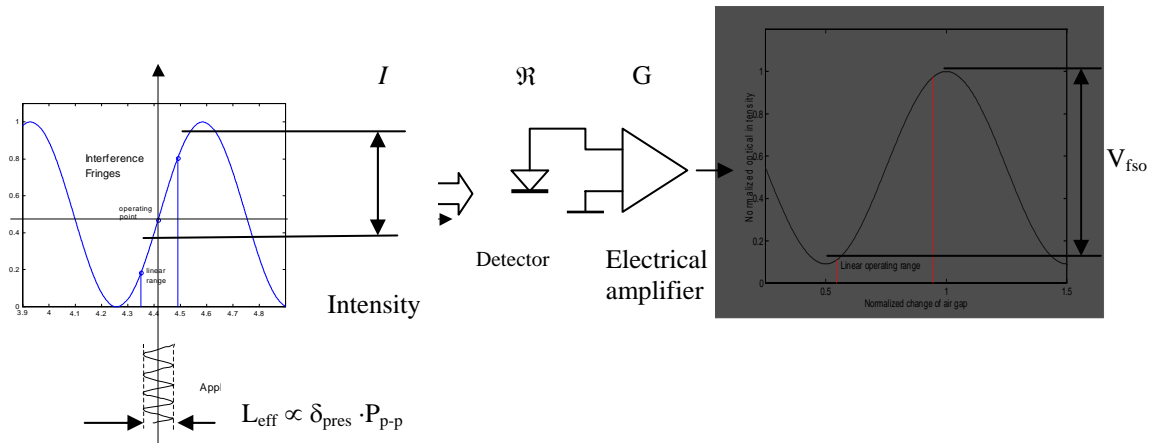 I
ℜ
G
1
0.8
0.6
0.4
0.2
0
3.9
4
4.1
4.2
4.3
4.4
4.5
4.6
4.7
4.8
Interference
Fringes
operating
point
linear
range
Intensity
Appl
L_eff ∝ δ_pres ·P_p-p
Detector
Electrical
amplifier
Normalized optical intensity
1
0.8
0.6
0.4
0.2
0
0.5
1
1.5
Linear operating range
Normalized change of air gap
V_fso